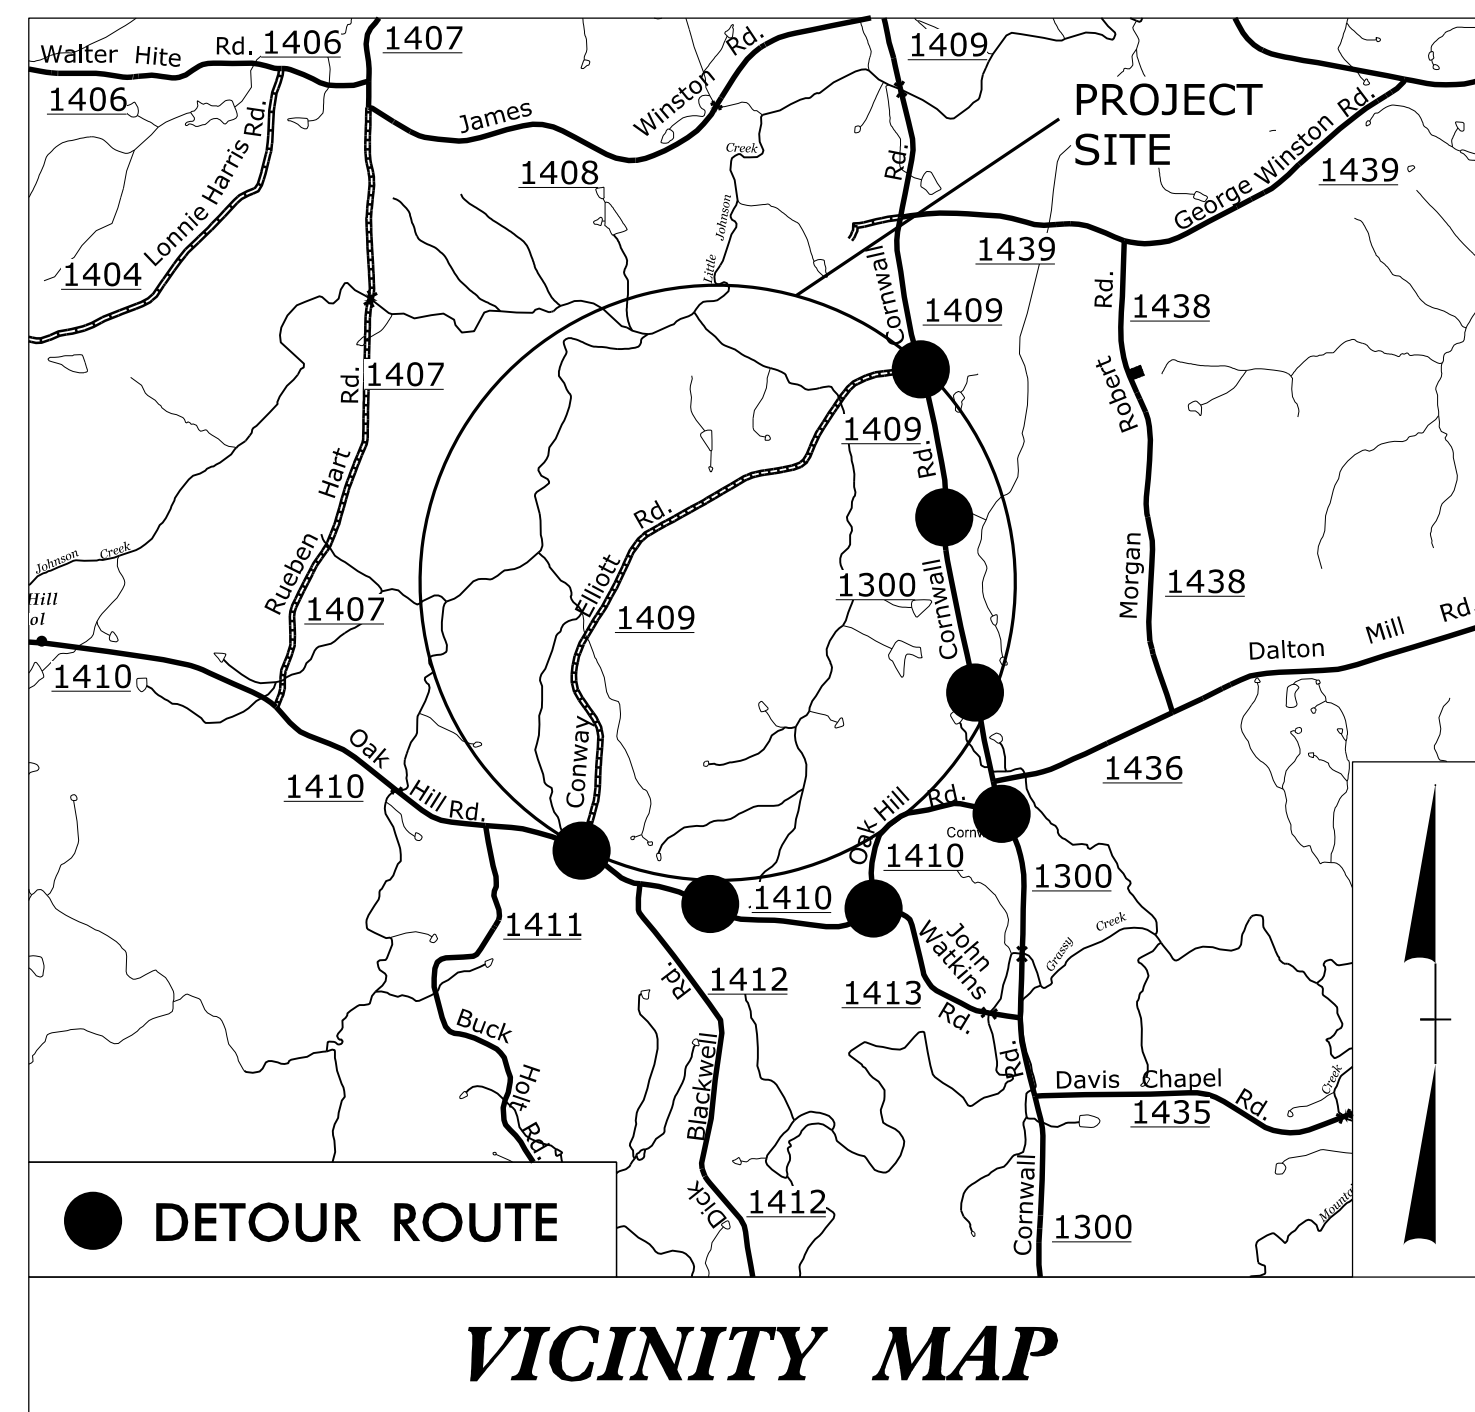 Walter Hite Rd. 1406
1407
1409
1406
James
Winston Rd.
PROJECT
SITE
1408
Creek
Rd.
George Winston Rd.
1439
Lonnie Harris Rd.
1404
Little Johnson
Cornwall
1439
Rd.
1438
1409
1407
Rd.
Robert
1409
Rd.
Hart
Rd.
Johnson Creek
Rueben
Elliott
1300
Cornwall
Morgan
1438
Hill
ol
1407
1409
Dalton Mill Rd.
1410
Oak
Conway
1436
1410
Hill Rd.
Oak Hill
Rd.
Cornw
1410
1300
1410
1411
John
Watkins
Creek
Grassy
Rd.
1412
1413
Rd.
Buck
Blackwell
Rd.
Davis Chapel
Rd.
Creek
1435
Holt
Rd.
Dick
1412
Cornwall
1300
Mountai
DETOUR ROUTE
VICINITY MAP